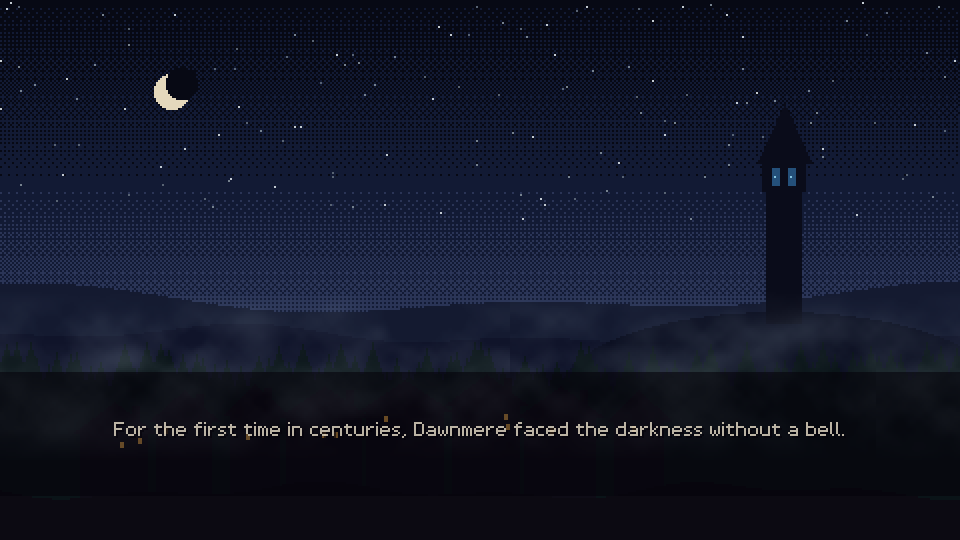 For the first time in centuries, Dawnmere faced the darkness without a bell.